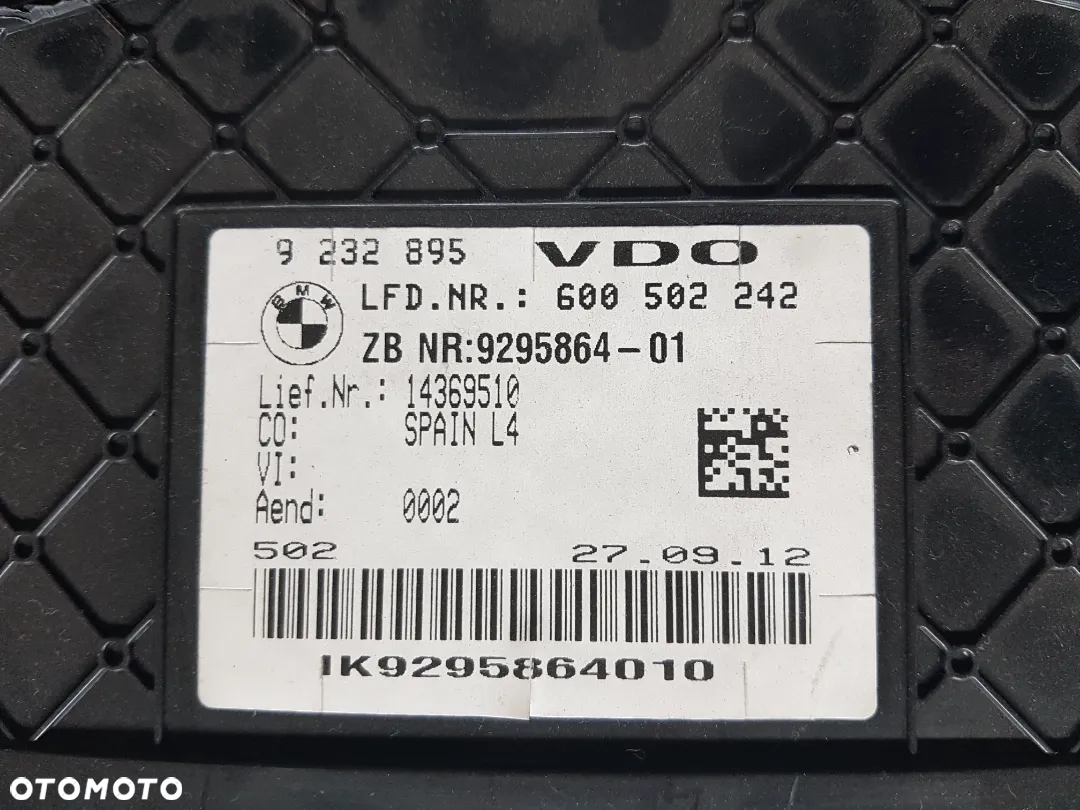 9 232 895 VDO
BMW LFD.NR.: 600 502 242
ZB NR:9295864-01
Lief.Nr.: 14369510
CO: SPAIN L4
VI:
Aend: 0002
502 27.09.12
IK9295864010
OTOMOTO